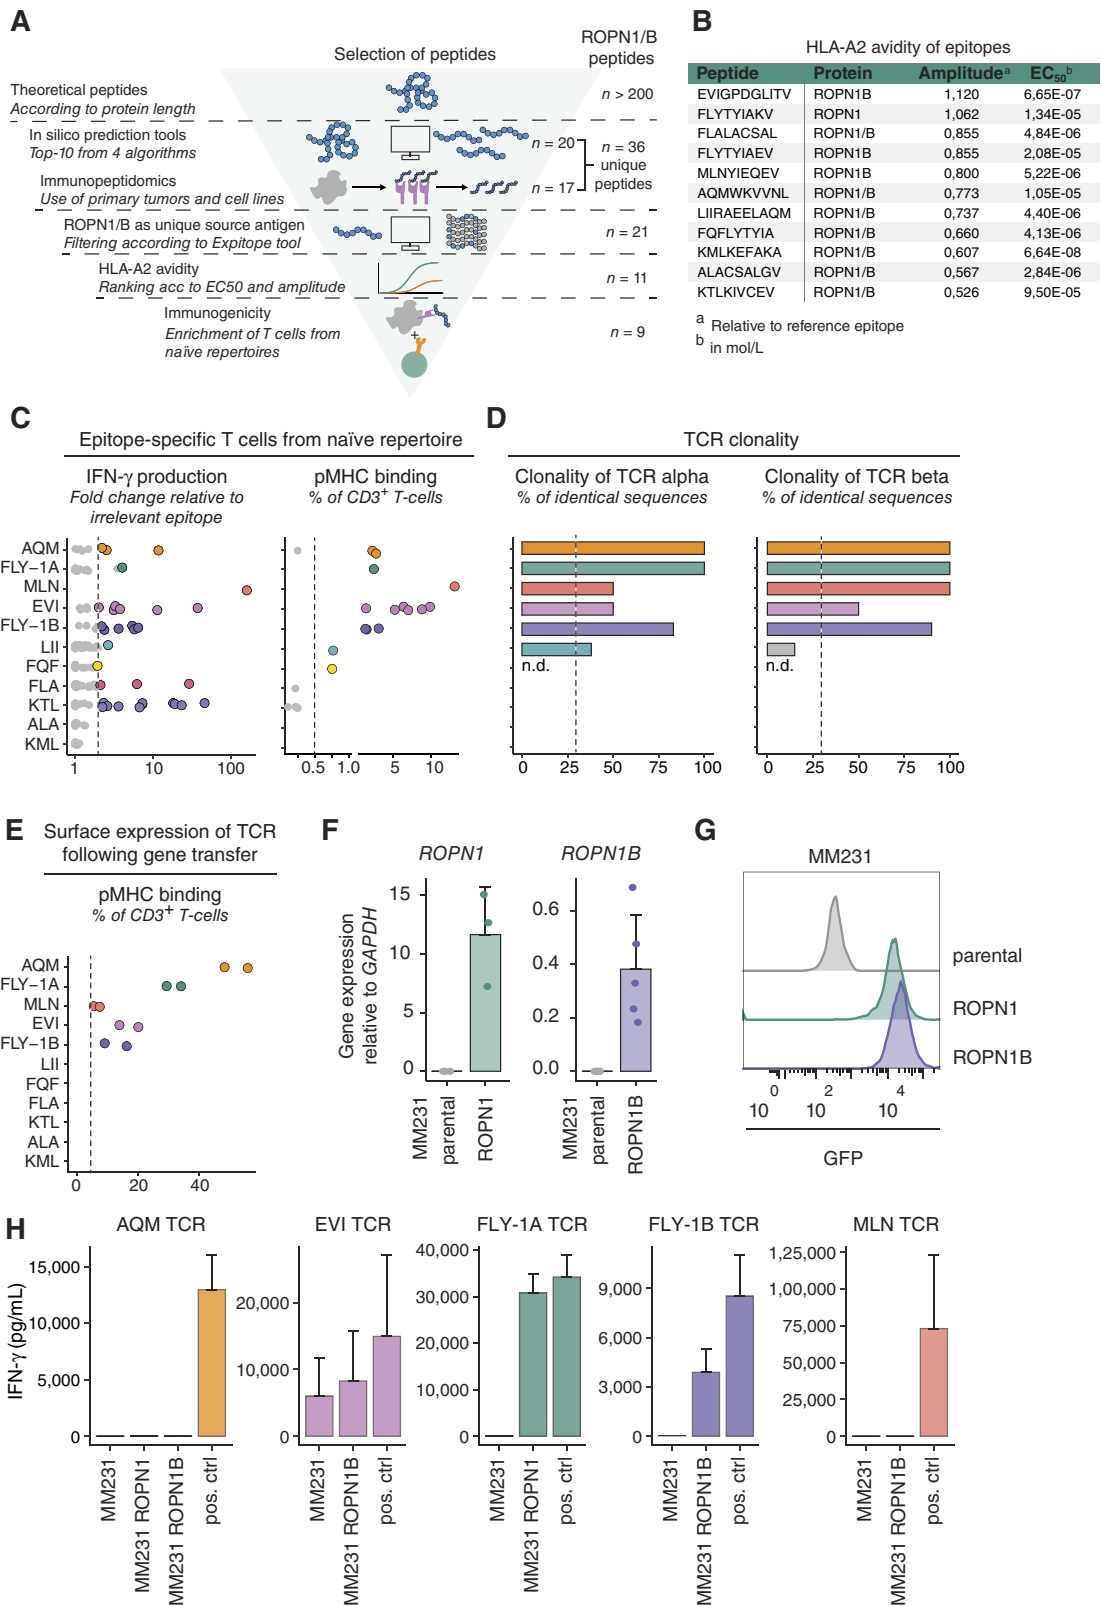 A
Selection of peptides
ROPN1/B
peptides
Theoretical peptides
According to protein length
n > 200
In silico prediction tools
Top-10 from 4 algorithms
n = 20
n = 36
unique
peptides
Immunopeptidomics
Use of primary tumors and cell lines
n = 17
ROPN1/B as unique source antigen
Filtering according to Expitope tool
n = 21
HLA-A2 avidity
Ranking acc to EC50 and amplitude
n = 11
Immunogenicity
Enrichment of T cells from
naïve repertoires
+
n = 9
B
HLA-A2 avidity of epitopes
Peptide Protein Amplitudeᵃ EC₅₀ᵇ
EVIGPDGLITV ROPN1B 1,120 6,65E-07
FLYTYIAKV ROPN1 1,062 1,34E-05
FLALACSAL ROPN1/B 0,855 4,84E-06
FLYTYIAEV ROPN1B 0,855 2,08E-05
MLNYIEQEV ROPN1B 0,800 5,22E-06
AQMWKVVNL ROPN1/B 0,773 1,05E-05
LIIRAEELAQM ROPN1/B 0,737 4,40E-06
FQFLYTYIA ROPN1/B 0,660 4,13E-06
KMLKEFAKA ROPN1/B 0,607 6,64E-08
ALACSALGV ROPN1/B 0,567 2,84E-06
KTLKIVCEV ROPN1/B 0,526 9,50E-05
a Relative to reference epitope
b in mol/L
C
Epitope-specific T cells from naïve repertoire
IFN-γ production
Fold change relative to
irrelevant epitope
pMHC binding
% of CD3⁺ T-cells
AQM
FLY−1A
MLN
EVI
FLY−1B
LII
FQF
FLA
KTL
ALA
KML
1 10 100
0.5 1.0 5 10
D
TCR clonality
Clonality of TCR alpha
% of identical sequences
Clonality of TCR beta
% of identical sequences
n.d.
n.d.
0 25 50 75 100
0 25 50 75 100
E
Surface expression of TCR
following gene transfer
pMHC binding
% of CD3⁺ T-cells
AQM
FLY−1A
MLN
EVI
FLY−1B
LII
FQF
FLA
KTL
ALA
KML
0 20 40
F
ROPN1
ROPN1B
Gene expression
relative to GAPDH
15
10
5
0
0.6
0.4
0.2
0.0
MM231
parental
ROPN1
MM231
parental
ROPN1B
G
MM231
parental
ROPN1
ROPN1B
0 2 4
10 10 10
GFP
H
AQM TCR
EVI TCR
FLY-1A TCR
FLY-1B TCR
MLN TCR
IFN-γ (pg/mL)
15,000
10,000
5,000
0
20,000
10,000
0
40,000
30,000
20,000
10,000
0
9,000
6,000
3,000
0
1,25,000
100,000
75,000
50,000
25,000
0
MM231
MM231 ROPN1
MM231 ROPN1B
pos. ctrl
MM231
MM231 ROPN1B
pos. ctrl
MM231
MM231 ROPN1
pos. ctrl
MM231
MM231 ROPN1B
pos. ctrl
MM231
MM231 ROPN1B
pos. ctrl